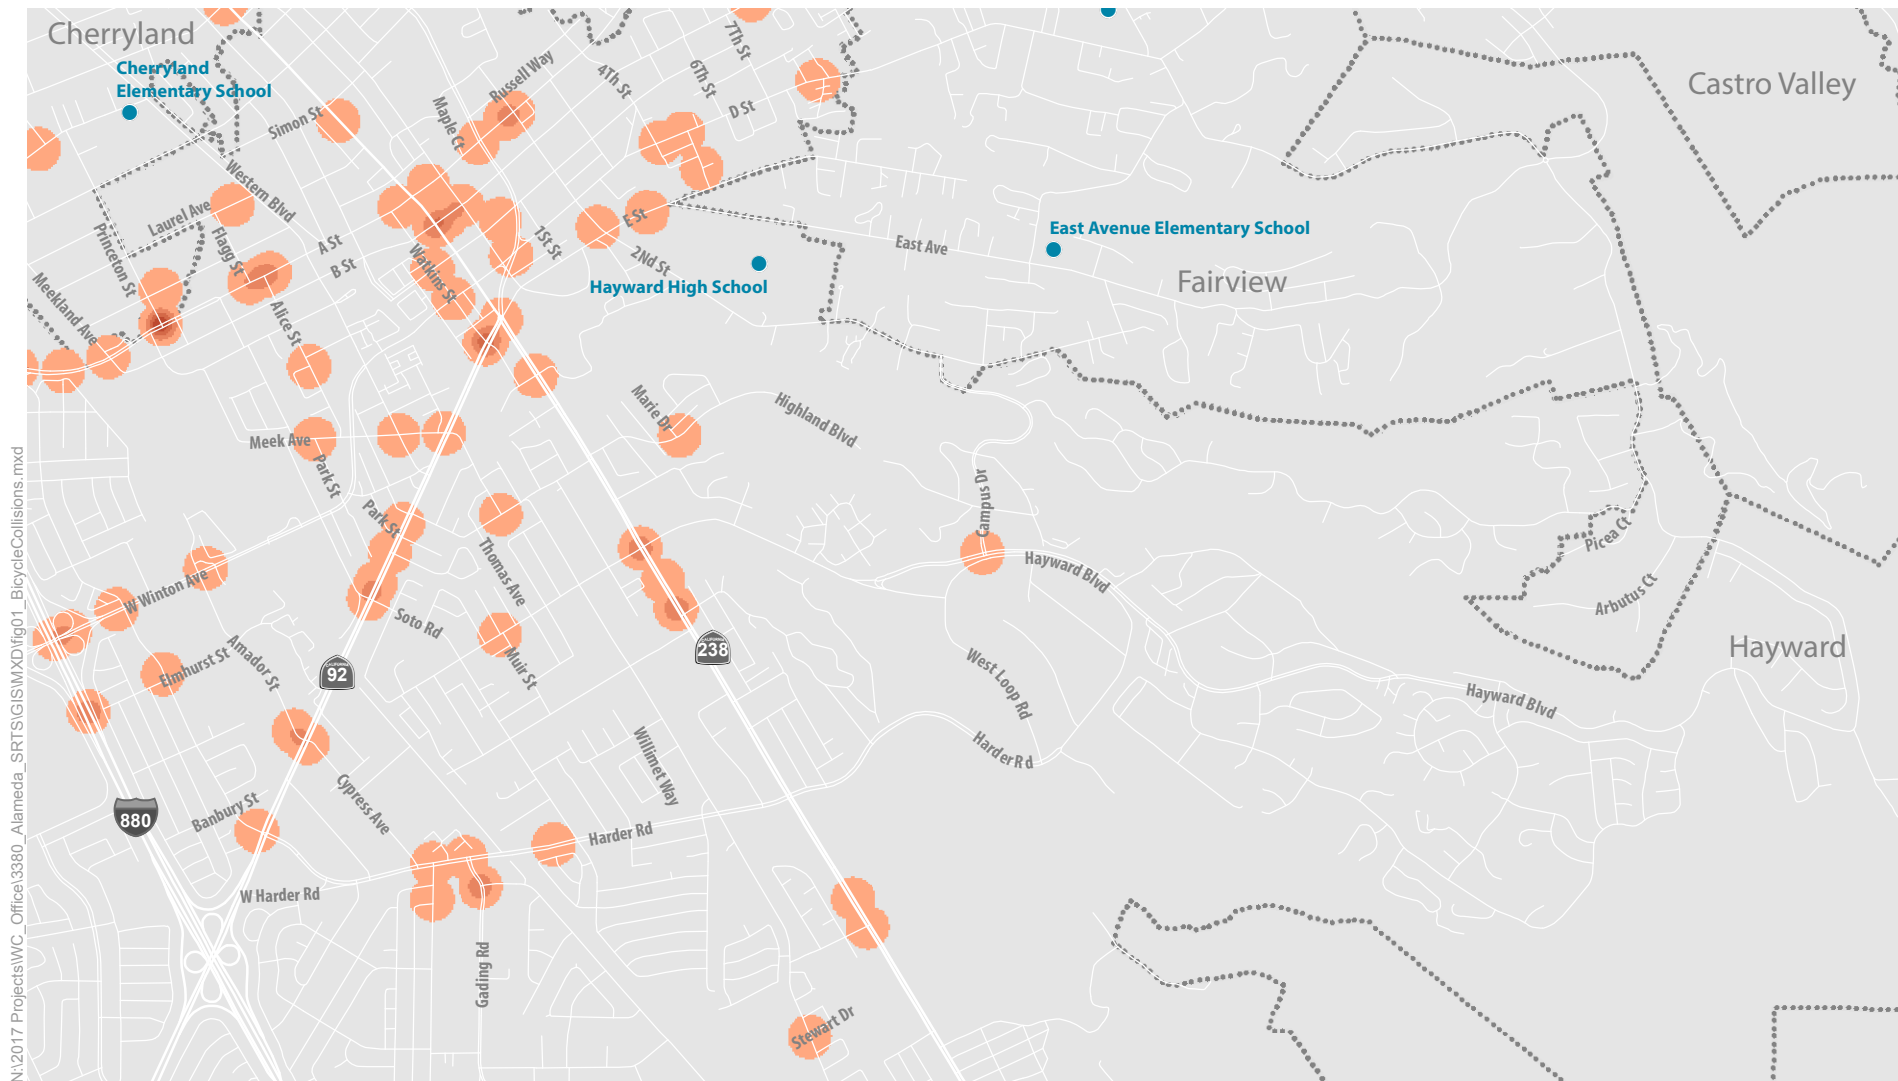 Cherryland
Cherryland
Elementary School
Castro Valley
7Th St
Russell Way
4Th St
6Th St
D St
Maple Ct
Simon St
Western Blvd
Laurel Ave
Princeton St
Flagg St
A St
B St
E St
1St St
2Nd St
Watkins St
East Ave
East Avenue Elementary School
Fairview
Hayward High School
Meekland Ave
Alice St
Marie Dr
Highland Blvd
Meek Ave
Park St
Park St
Campus Dr
Thomas Ave
Hayward Blvd
Picea Ct
Arbutus Ct
W Winton Ave
Soto Rd
Elmhurst St
Amador St
Muir St
238
92
West Loop Rd
Hayward
Hayward Blvd
Harder Rd
Willimet Way
Cypress Ave
Banbury St
880
Harder Rd
W Harder Rd
Gading Rd
Stewart Dr
N:\2017 Projects\WC_Office\3380_Alameda_SRTS\GIS\MXD\fig01_BicycleCollisions.mxd